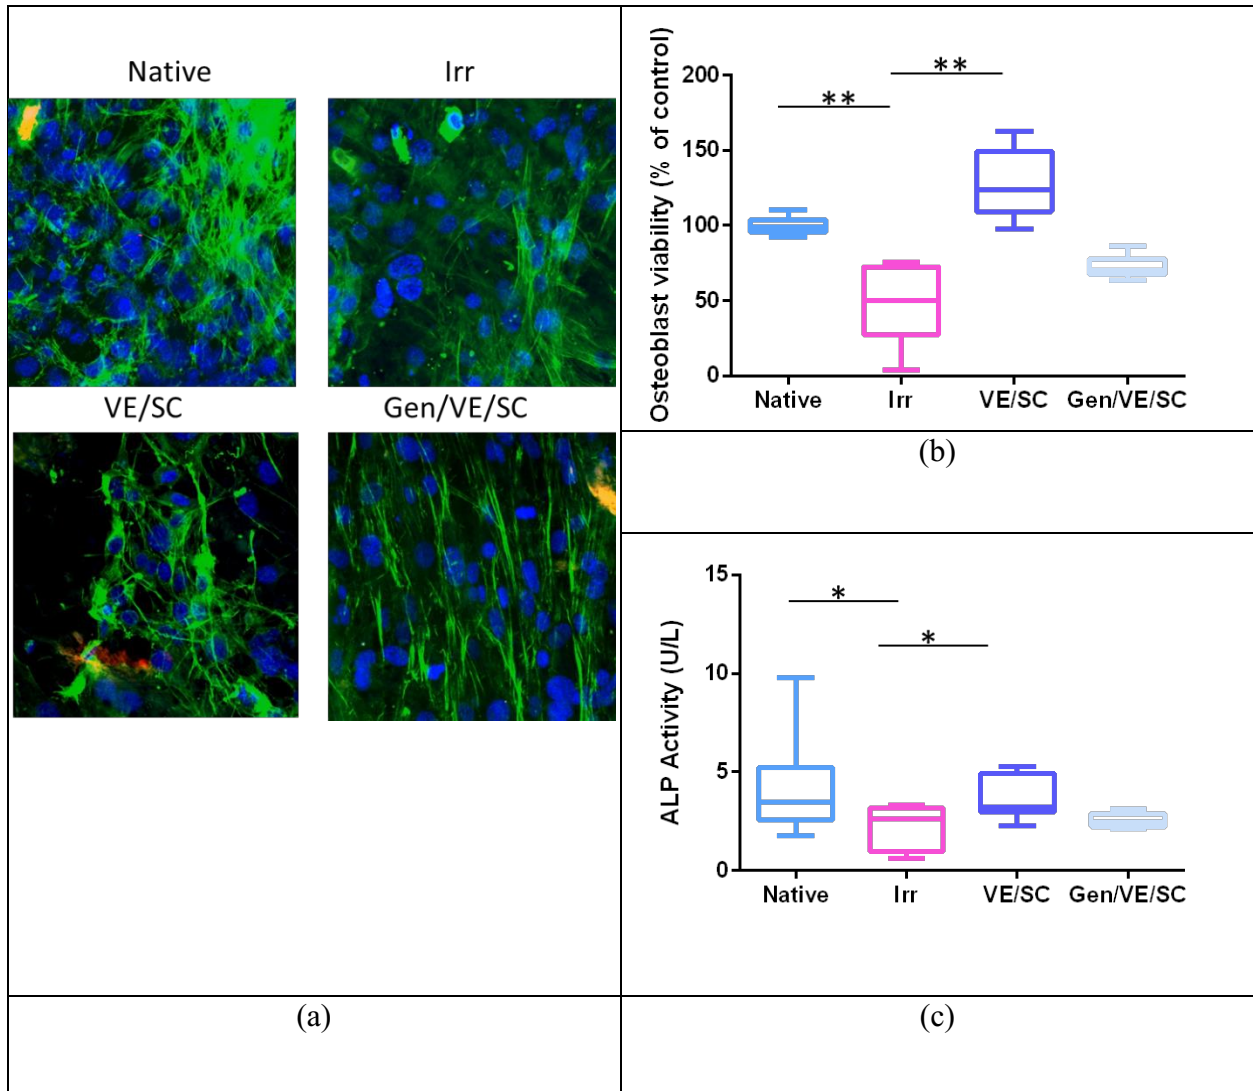 Native Irr
VE/SC Gen/VE/SC
(a)
Osteoblast viability (% of control)
200
150
100
50
0
**
**
Native Irr VE/SC Gen/VE/SC
(b)
ALP Activity (U/L)
15
10
5
0
*
*
Native Irr VE/SC Gen/VE/SC
(c)